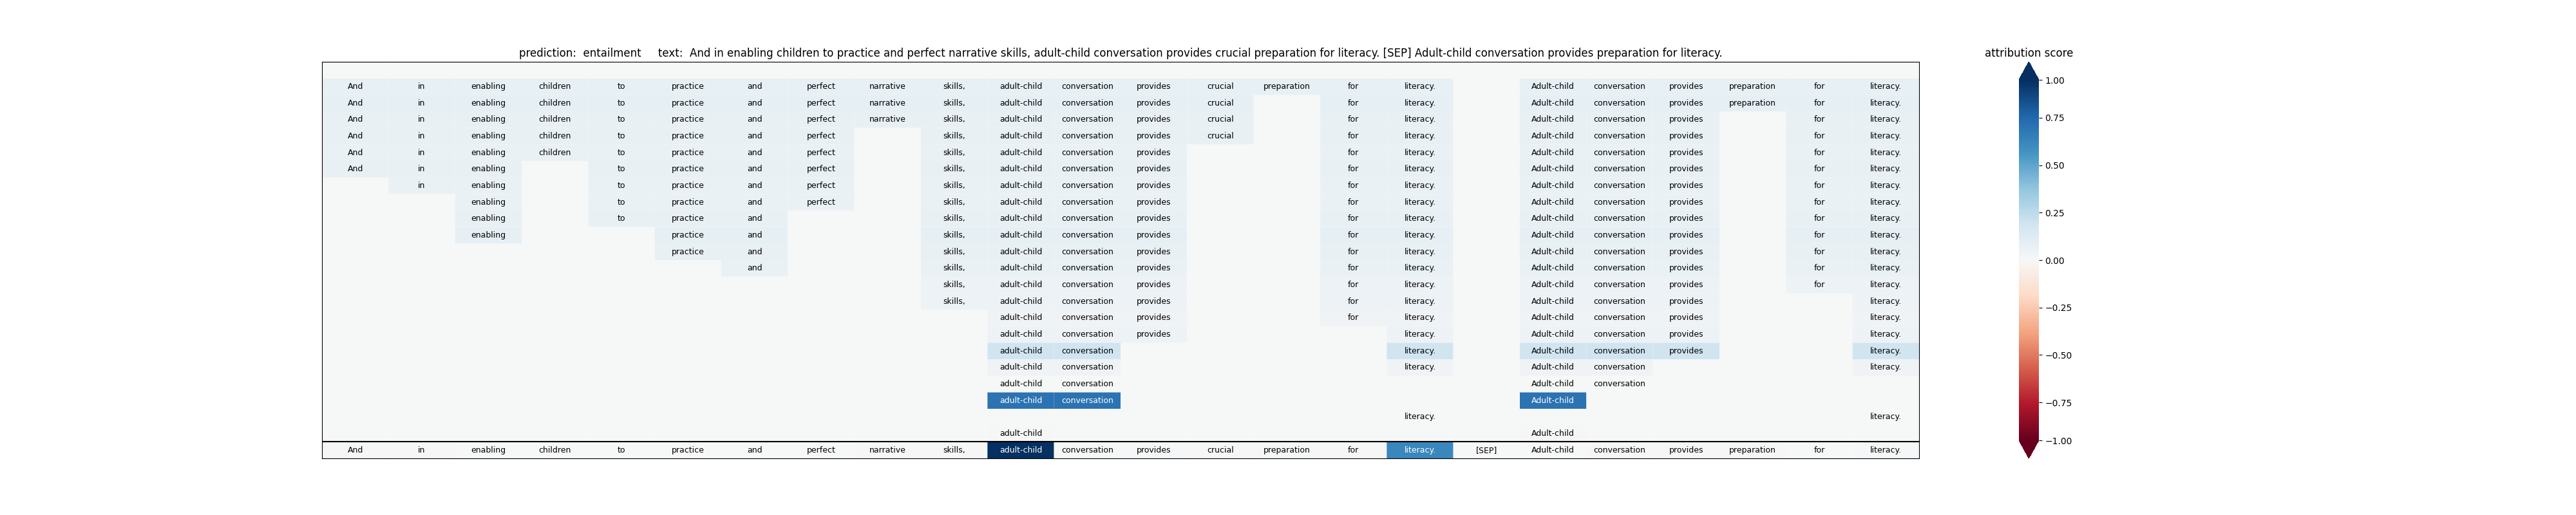 prediction:  entailment     text:  And in enabling children to practice and perfect narrative skills, adult-child conversation provides crucial preparation for literacy. [SEP] Adult-child conversation provides preparation for literacy.
attribution score
And in enabling children to practice and perfect narrative skills, adult-child conversation provides crucial preparation for literacy. Adult-child conversation provides preparation for literacy.
And in enabling children to practice and perfect narrative skills, adult-child conversation provides crucial for literacy. Adult-child conversation provides preparation for literacy.
And in enabling children to practice and perfect narrative skills, adult-child conversation provides crucial for literacy. Adult-child conversation provides for literacy.
And in enabling children to practice and perfect skills, adult-child conversation provides crucial for literacy. Adult-child conversation provides for literacy.
And in enabling children to practice and perfect skills, adult-child conversation provides for literacy. Adult-child conversation provides for literacy.
And in enabling to practice and perfect skills, adult-child conversation provides for literacy. Adult-child conversation provides for literacy.
in enabling to practice and perfect skills, adult-child conversation provides for literacy. Adult-child conversation provides for literacy.
enabling to practice and perfect skills, adult-child conversation provides for literacy. Adult-child conversation provides for literacy.
enabling to practice and skills, adult-child conversation provides for literacy. Adult-child conversation provides for literacy.
enabling practice and skills, adult-child conversation provides for literacy. Adult-child conversation provides for literacy.
practice and skills, adult-child conversation provides for literacy. Adult-child conversation provides for literacy.
and skills, adult-child conversation provides for literacy. Adult-child conversation provides for literacy.
skills, adult-child conversation provides for literacy. Adult-child conversation provides for literacy.
skills, adult-child conversation provides for literacy. Adult-child conversation provides literacy.
adult-child conversation provides for literacy. Adult-child conversation provides literacy.
adult-child conversation provides literacy. Adult-child conversation provides literacy.
adult-child conversation literacy. Adult-child conversation provides literacy.
adult-child conversation literacy. Adult-child conversation literacy.
adult-child conversation Adult-child conversation
adult-child conversation Adult-child
literacy. literacy.
adult-child Adult-child
And in enabling children to practice and perfect narrative skills, adult-child conversation provides crucial preparation for literacy. [SEP] Adult-child conversation provides preparation for literacy.
1.00
0.75
0.50
0.25
0.00
−0.25
−0.50
−0.75
−1.00